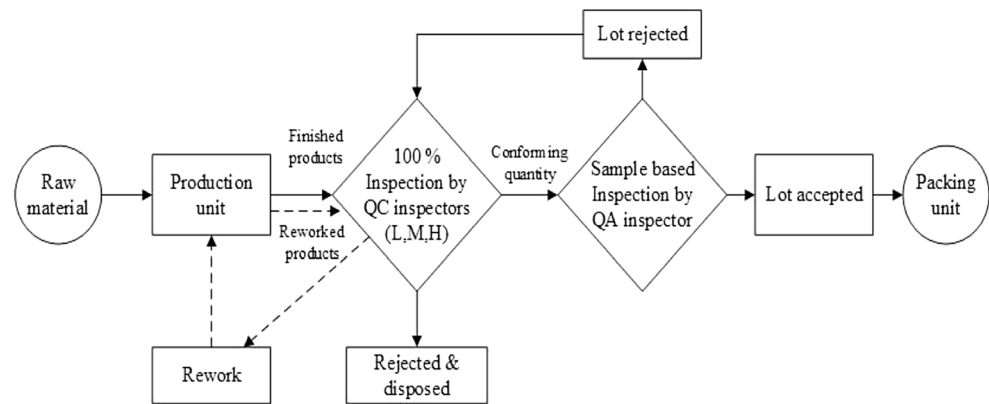 Lot rejected
Finished
products
100 %
Inspection by
QC inspectors
(L,M,H)
Conforming
quantity
Sample based
Inspection by
QA inspector
Raw
material
Production
unit
Lot accepted
Packing
unit
Reworked
products
Rework
Rejected &
disposed